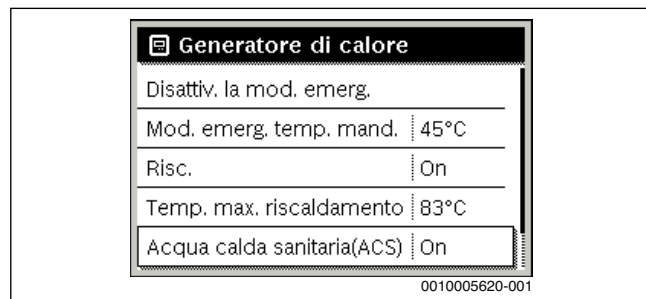 Generatore di calore
Disattiv. la mod. emerg.
Mod. emerg. temp. mand. 45°C
Risc. On
Temp. max. riscaldamento 83°C
Acqua calda sanitaria(ACS) On
0010005620-001